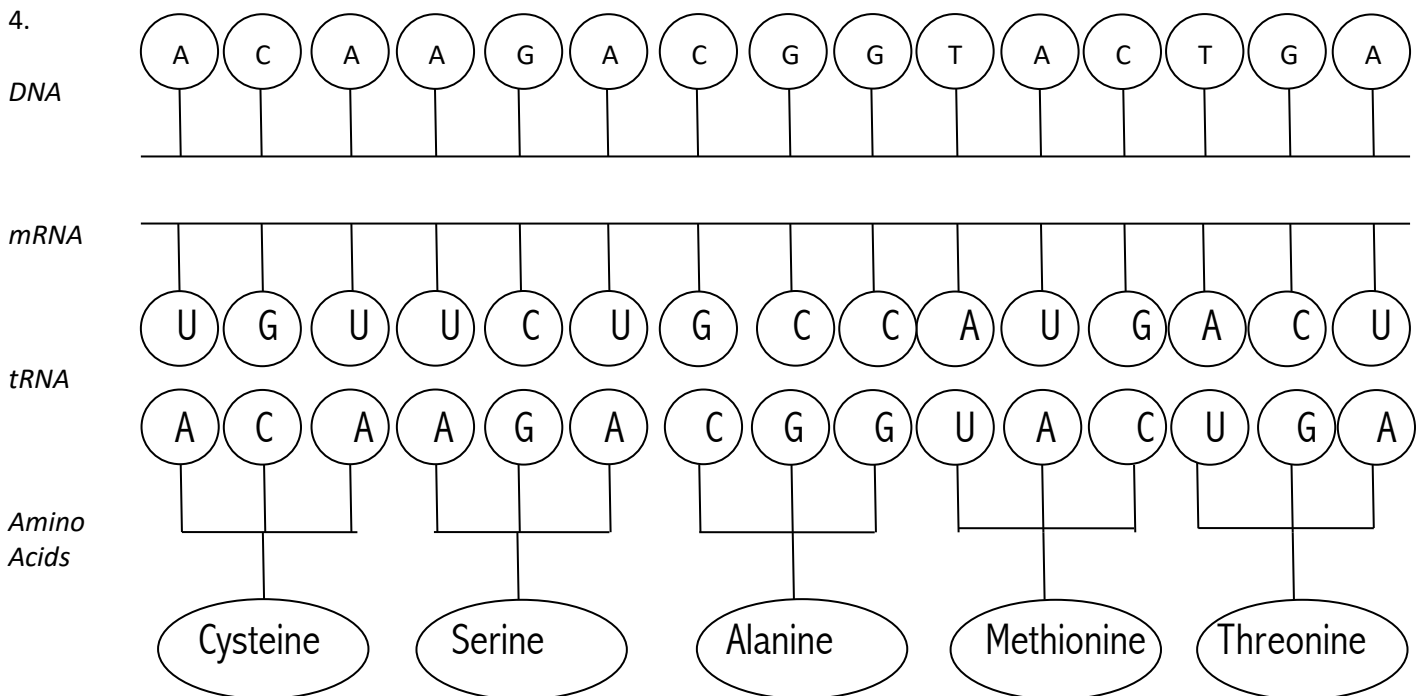 4.
A C A A G A C G G T A C T G A
DNA
mRNA
U G U U C U G C C A U G A C U
tRNA
A C A A G A C G G U A C U G A
Amino
Acids
Cysteine Serine Alanine Methionine Threonine